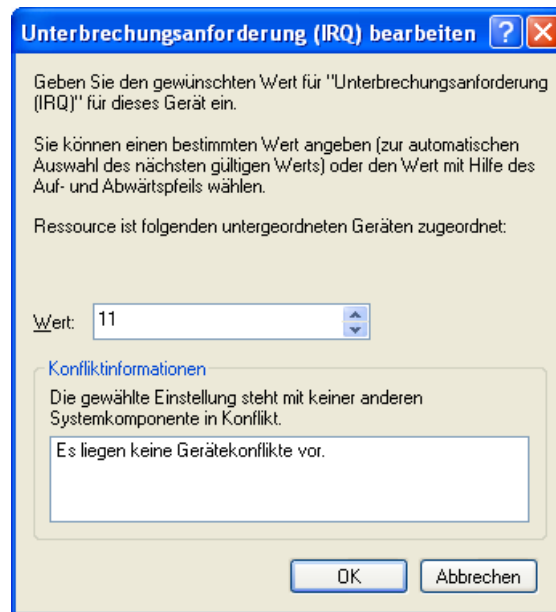 Unterbrechungsanforderung (IRQ) bearbeiten
Geben Sie den gewünschten Wert für "Unterbrechungsanforderung
(IRQ)" für dieses Gerät ein.
Sie können einen bestimmten Wert angeben (zur automatischen
Auswahl des nächsten gültigen Werts) oder den Wert mit Hilfe des
Auf- und Abwärtspfeils wählen.
Ressource ist folgenden untergeordneten Geräten zugeordnet:
Wert: 11
Konfliktinformationen
Die gewählte Einstellung steht mit keiner anderen
Systemkomponente in Konflikt.
Es liegen keine Gerätekonflikte vor.
OK Abbrechen